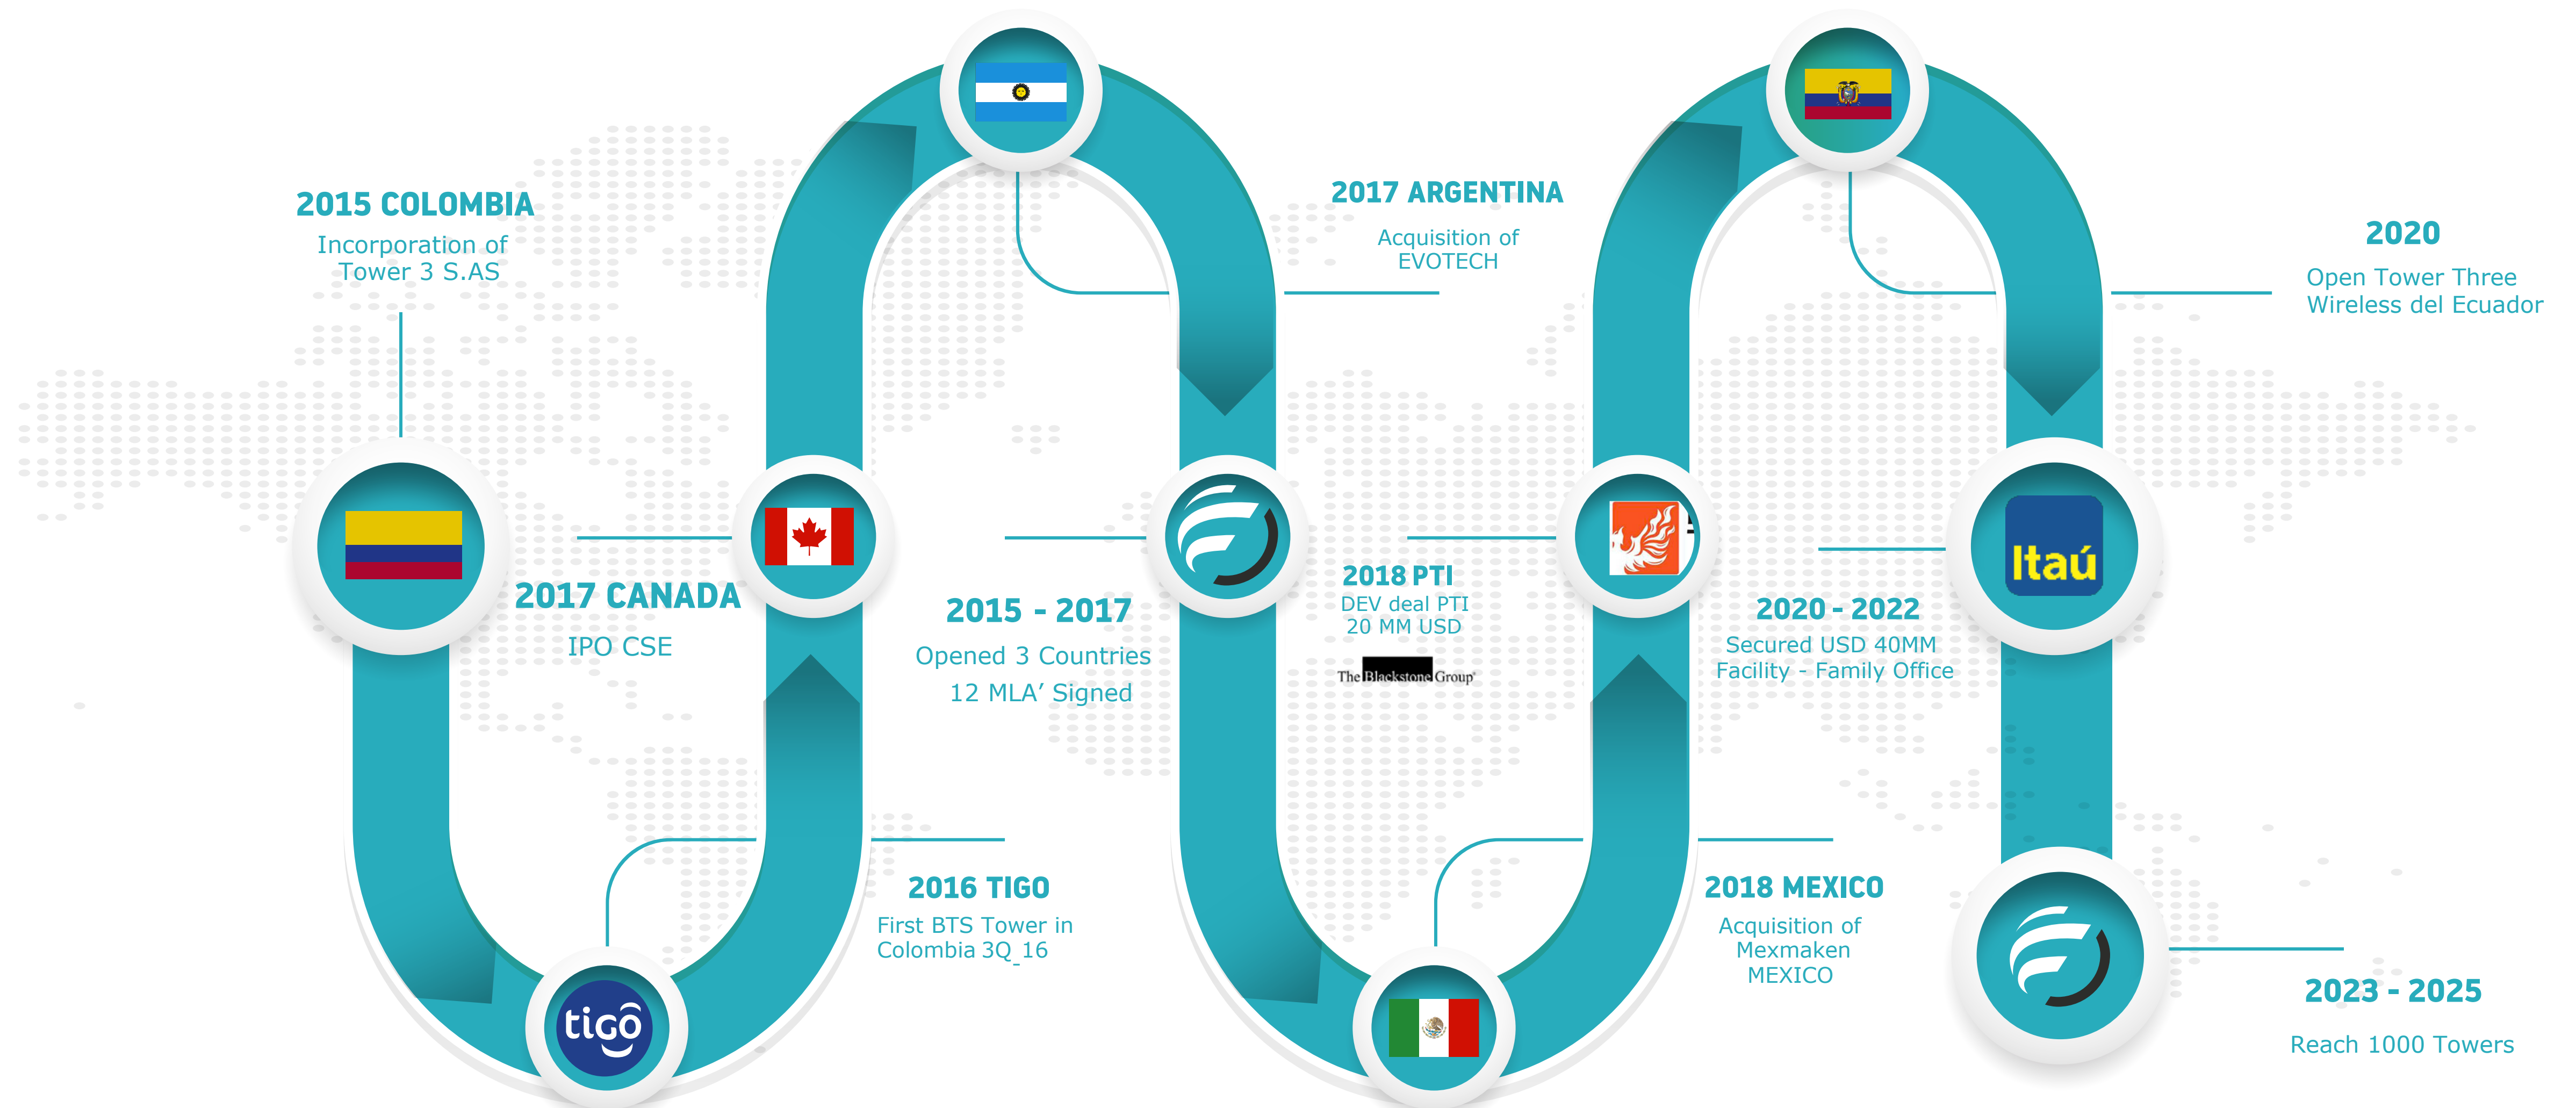 2015 COLOMBIA
Incorporation of
Tower 3 S.AS
2016 TIGO
First BTS Tower in
Colombia 3Q_16
tigo
2017 CANADA
IPO CSE
2017 ARGENTINA
Acquisition of
EVOTECH
2015 - 2017
Opened 3 Countries
12 MLA’ Signed
2018 MEXICO
Acquisition of
Mexmaken
MEXICO
2018 PTI
DEV deal PTI
20 MM USD
The Blackstone Group®
2020
Open Tower Three
Wireless del Ecuador
2020 - 2022
Secured USD 40MM
Facility - Family Office
Itaú
2023 - 2025
Reach 1000 Towers